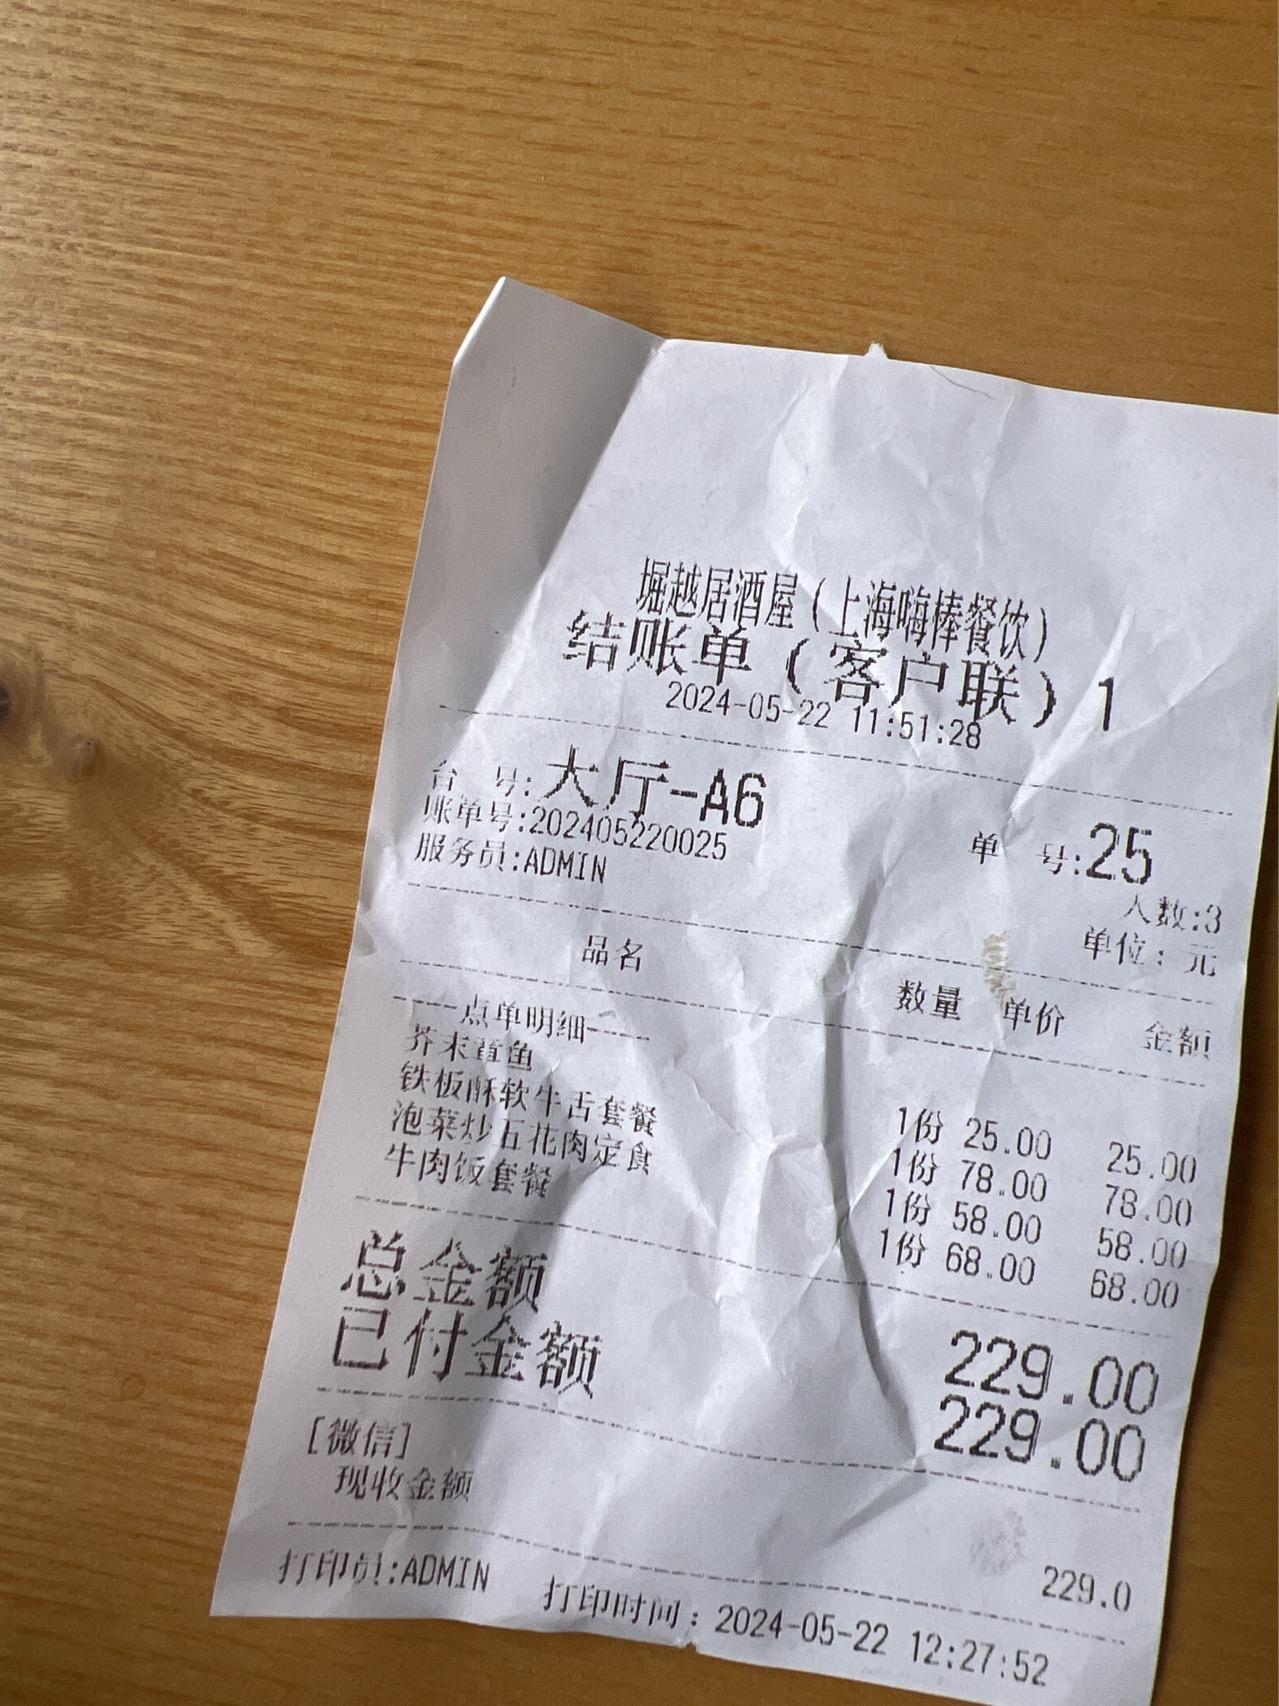 堀越居酒屋(上海嗨棒餐饮)
结账单(客户联)1
2024-05-22 11:51:28
台 号:大厅-A6 单 号:25
账单号:202405220025 人数:3
服务员:ADMIN 单位: 元
品名 数量 单价 金额
-----点单明细-----
芥末章鱼 1份 25.00 25.00
铁板酥软牛舌套餐 1份 78.00 78.00
泡菜炒五花肉定食 1份 58.00 58.00
牛肉饭套餐 1份 68.00 68.00
总金额 229.00
已付金额 229.00
[微信]
现收金额 229.0
打印员:ADMIN 打印时间:2024-05-22 12:27:52